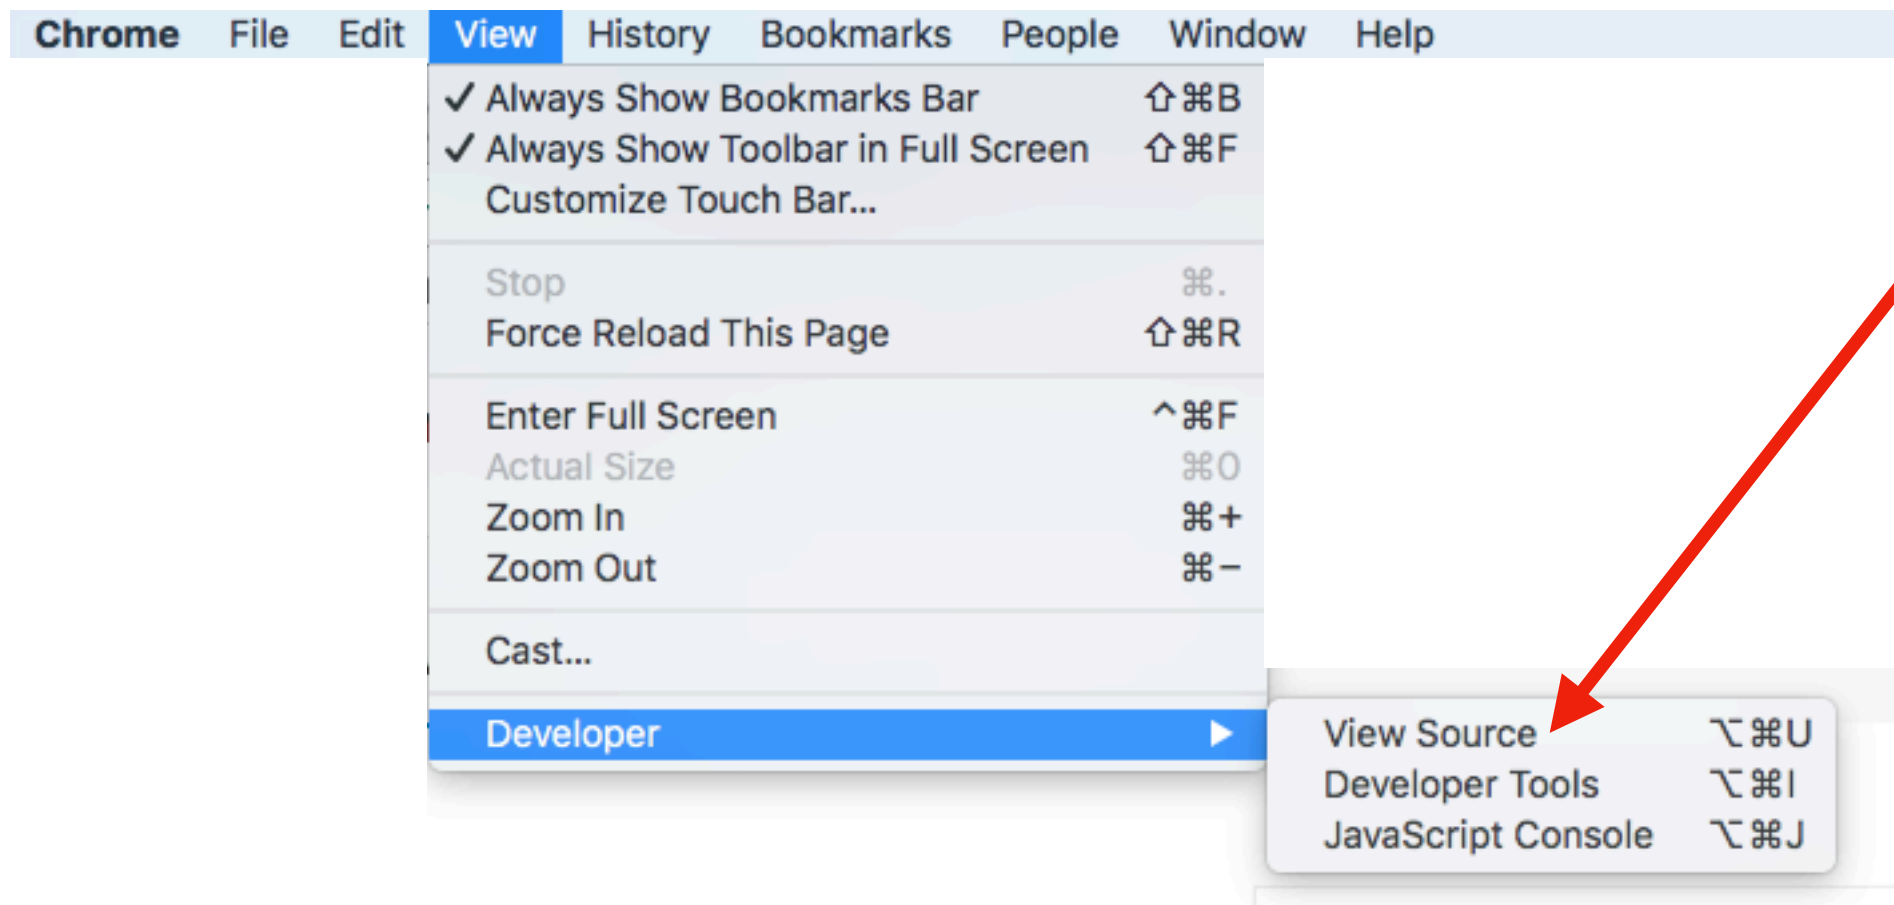 Chrome File Edit View History Bookmarks People Window Help
✓ Always Show Bookmarks Bar ⇧⌘B
✓ Always Show Toolbar in Full Screen ⇧⌘F
Customize Touch Bar...
Stop ⌘.
Force Reload This Page ⇧⌘R
Enter Full Screen ^⌘F
Actual Size ⌘0
Zoom In ⌘+
Zoom Out ⌘−
Cast...
Developer ▶
View Source ⌥⌘U
Developer Tools ⌥⌘I
JavaScript Console ⌥⌘J